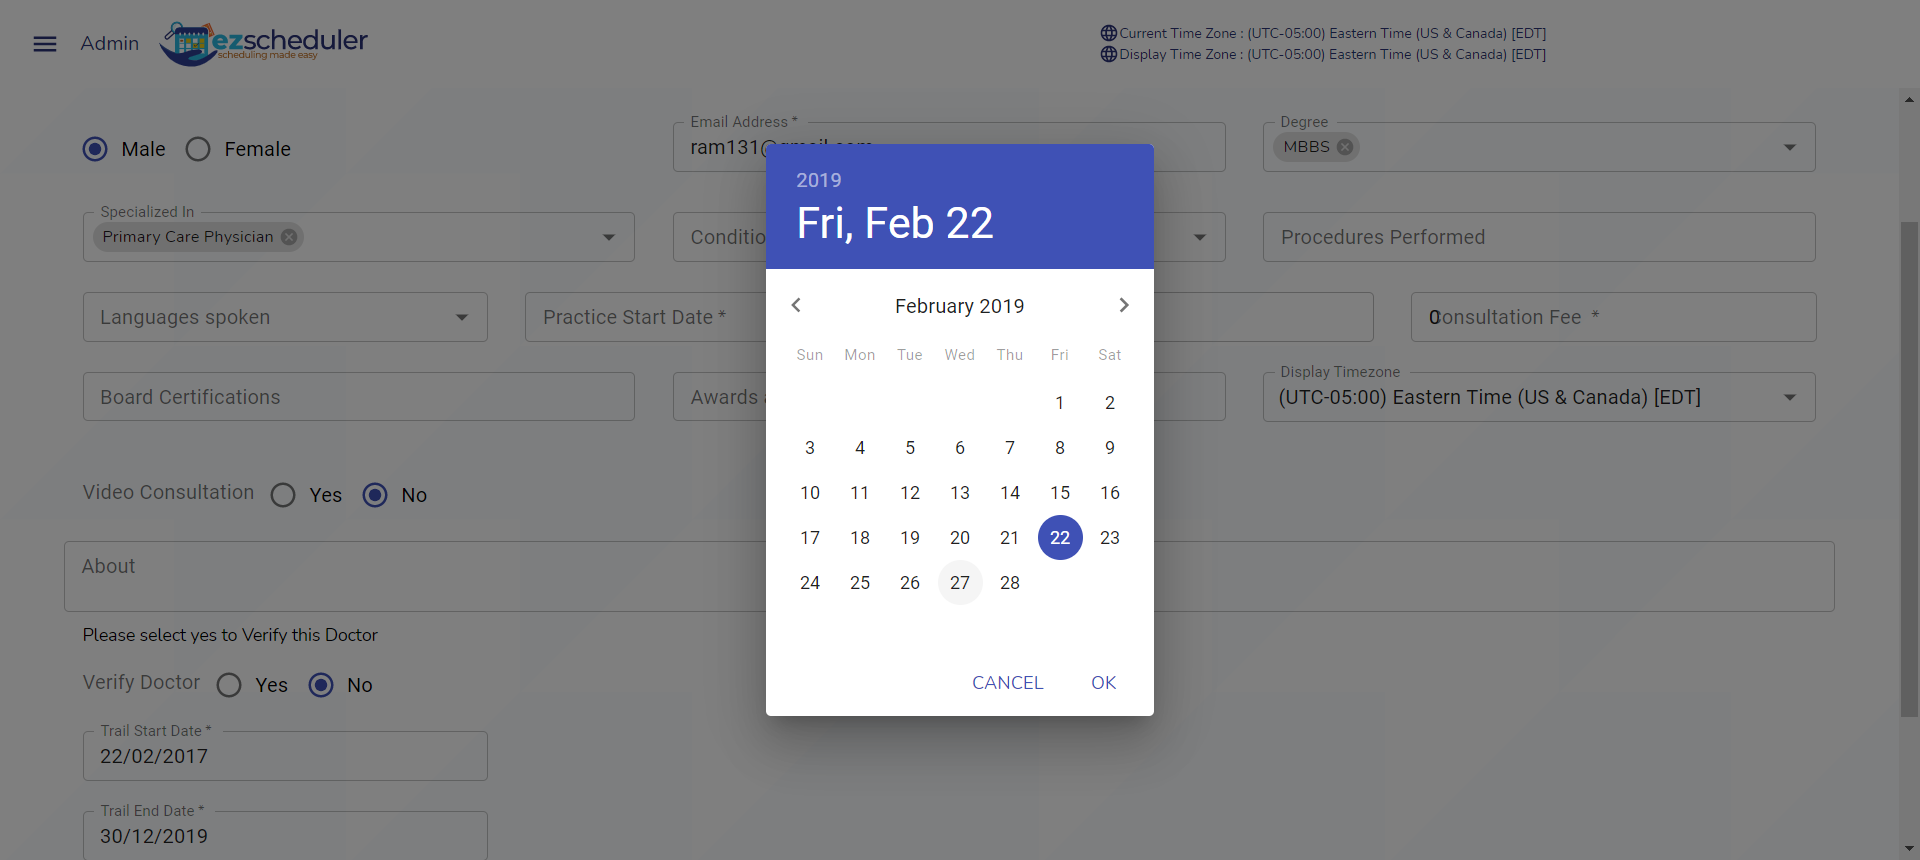 Admin
ezscheduler
scheduling made easy
Current Time Zone : (UTC-05:00) Eastern Time (US & Canada) [EDT]
Display Time Zone : (UTC-05:00) Eastern Time (US & Canada) [EDT]
Male
Female
Email Address *
ram131@gmail.com
Degree
MBBS
Specialized In
Primary Care Physician
Procedures Performed
Languages spoken
Practice Start Date *
0
Consultation Fee *
Board Certifications
Awards
Display Timezone
(UTC-05:00) Eastern Time (US & Canada) [EDT]
Video Consultation
Yes
No
About
Please select yes to Verify this Doctor
Verify Doctor
Yes
No
Trail Start Date *
22/02/2017
Trail End Date *
30/12/2019
2019
Fri, Feb 22
February 2019
Sun Mon Tue Wed Thu Fri Sat
1 2
3 4 5 6 7 8 9
10 11 12 13 14 15 16
17 18 19 20 21 22 23
24 25 26 27 28
CANCEL
OK